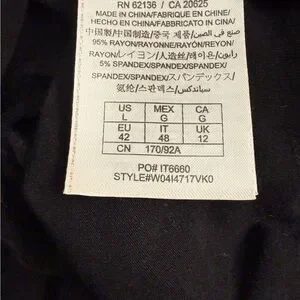 RN 62136 / CA 20625
MADE IN CHINA/FABRIQUE EN CHINE/
HECHO EN CHINA/FABBRICATO IN CINA/
中国製/中国制造/중국 제조/صنع في الصين
95% RAYON/RAYONNE/RAYÓN/REYON/
RAYON/レイヨン/人造丝/레이온/رايون
5% SPANDEX/SPANDEX/SPANDEX/
SPANDEX/SPANDEX/スパンデックス/
氨纶/스판덱스/سباندكس
US MEX CA
L G G
EU IT UK
42 48 12
CN 170/92A
PO# IT6660
STYLE#W04I4717VK0